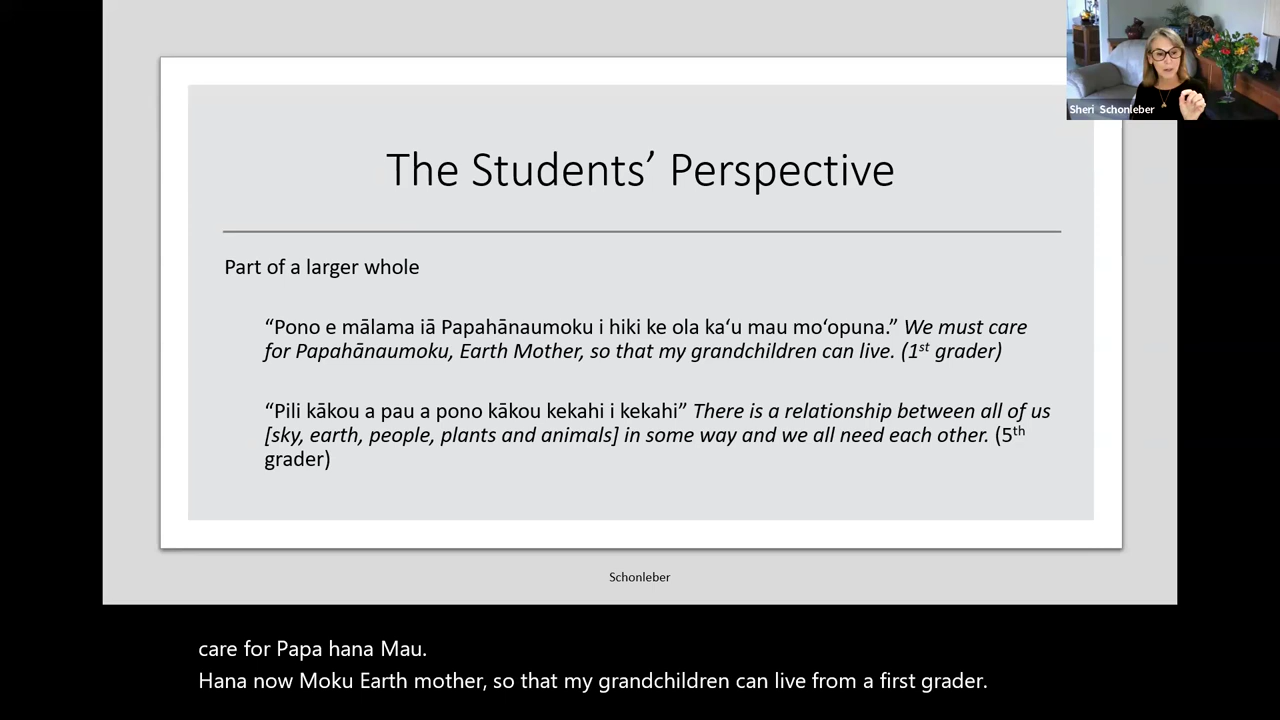 Sheri Schonleber
The Students’ Perspective
Part of a larger whole
“Pono e mālama iā Papahānaumoku i hiki ke ola ka‘u mau mo‘opuna.” We must care
for Papahānaumoku, Earth Mother, so that my grandchildren can live. (1st grader)
“Pili kākou a pau a pono kākou kekahi i kekahi” There is a relationship between all of us
[sky, earth, people, plants and animals] in some way and we all need each other. (5th
grader)
Schonleber
care for Papa hana Mau.
Hana now Moku Earth mother, so that my grandchildren can live from a first grader.